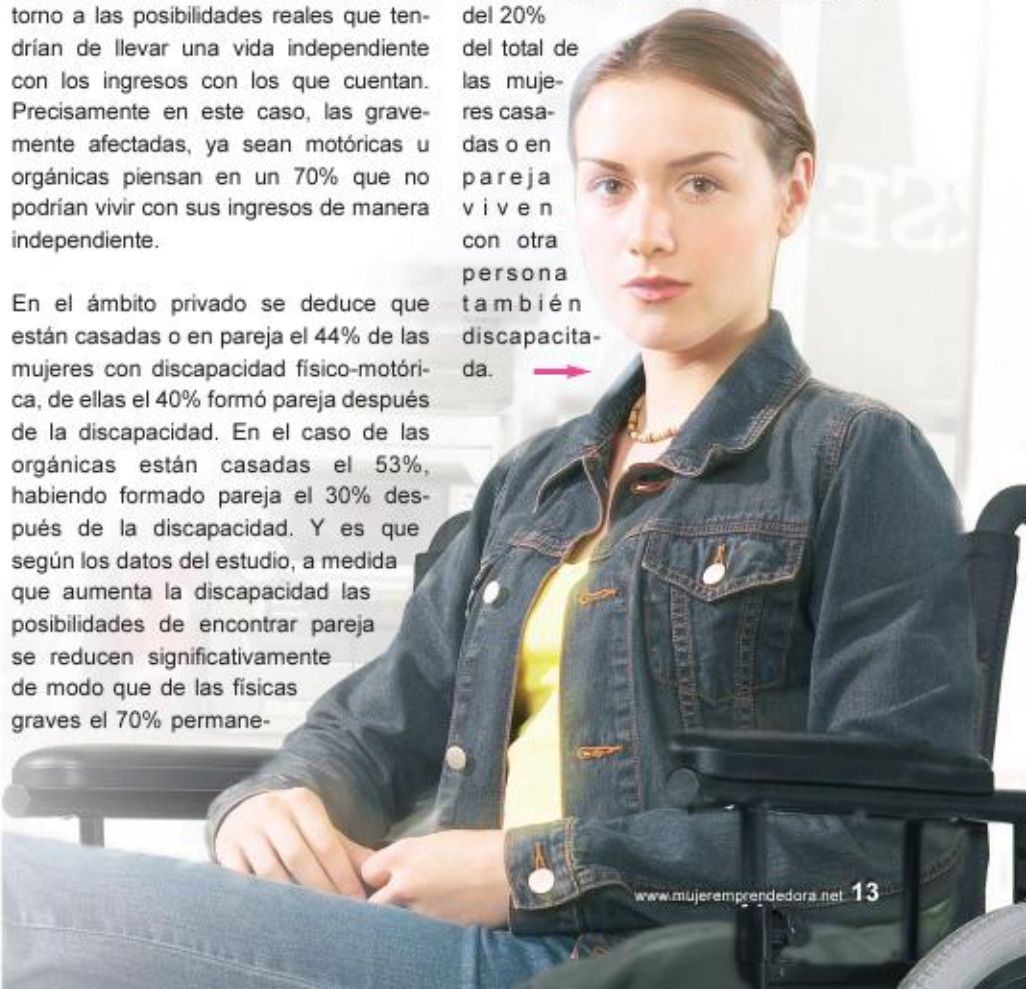 torno a las posibilidades reales que ten-
drían de llevar una vida independiente
con los ingresos con los que cuentan.
Precisamente en este caso, las grave-
mente afectadas, ya sean motóricas u
orgánicas piensan en un 70% que no
podrían vivir con sus ingresos de manera
independiente.

En el ámbito privado se deduce que
están casadas o en pareja el 44% de las
mujeres con discapacidad físico-motóri-
ca, de ellas el 40% formó pareja después
de la discapacidad. En el caso de las
orgánicas están casadas el 53%,
habiendo formado pareja el 30% des-
pués de la discapacidad. Y es que
según los datos del estudio, a medida
que aumenta la discapacidad las
posibilidades de encontrar pareja
se reducen significativamente
de modo que de las físicas
graves el 70% permane-
del 20%
del total de
las muje-
res casa-
das o en
pareja
viven
con otra
persona
también
discapacita-
da.
www.mujeremprendedora.net 13